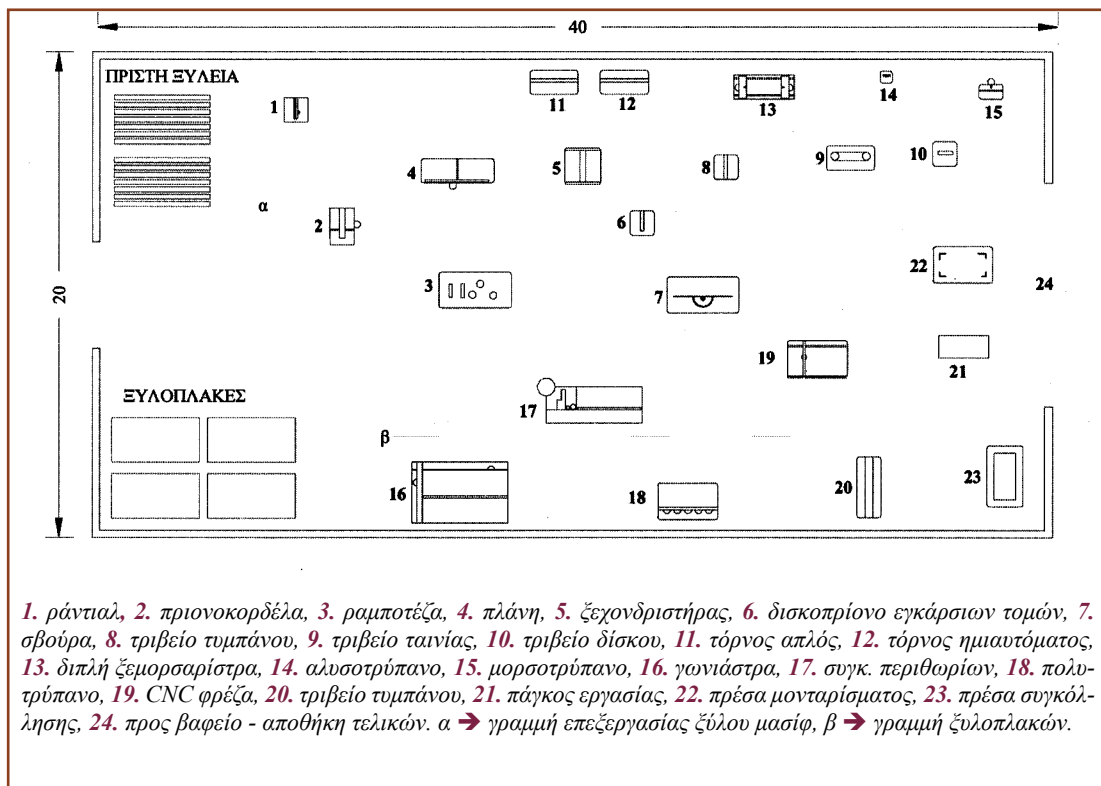 40
ΠΡΙΣΤΗ ΞΥΛΕΙΑ
1
11
12
13
14
15
4
5
8
9
10
α
2
6
3
7
22
24
20
19
21
ΞΥΛΟΠΛΑΚΕΣ
17
β
16
18
20
23
1. ράντιαλ, 2. πριονοκορδέλα, 3. ραμποτέζα, 4. πλάνη, 5. ξεχονδριστήρας, 6. δισκοπρίονο εγκάρσιων τομών, 7.
σβούρα, 8. τριβείο τυμπάνου, 9. τριβείο ταινίας, 10. τριβείο δίσκου, 11. τόρνος απλός, 12. τόρνος ημιαυτόματος,
13. διπλή ξεμορσαρίστρα, 14. αλυσοτρύπανο, 15. μορσοτρύπανο, 16. γωνιάστρα, 17. συγκ. περιθωρίων, 18. πολυ-
τρύπανο, 19. CNC φρέζα, 20. τριβείο τυμπάνου, 21. πάγκος εργασίας, 22. πρέσα μονταρίσματος, 23. πρέσα συγκόλ-
λησης, 24. προς βαφείο - αποθήκη τελικών. α ➔ γραμμή επεξεργασίας ξύλου μασίφ, β ➔ γραμμή ξυλοπλακών.